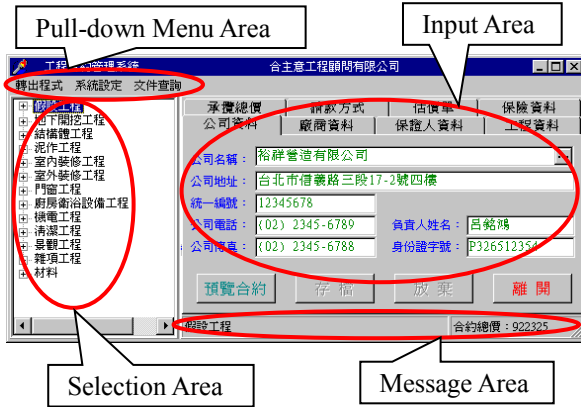 Pull-down Menu Area
Input Area
合主意工程顧問有限公司
轉出程式 系統設定 文件查詢
假設工程
地下開挖工程
結構體工程
泥作工程
室內裝修工程
室外裝修工程
門窗工程
廚房衛浴設備工程
機電工程
清潔工程
景觀工程
雜項工程
材料
承攬總價 請款方式 估價單 保險資料
公司資料 廠商資料 保證人資料 工程資料
公司名稱： 裕祥營造有限公司
公司地址： 台北市信義路三段17-2號四樓
統一編號： 12345678
公司電話： (02) 2345-6789 負責人姓名： 呂銘鴻
公司傳真： (02) 2345-6788 身份證字號： P326512354
預覽合約 存檔 放棄 離開
假設工程 合約總價：922325
Selection Area
Message Area